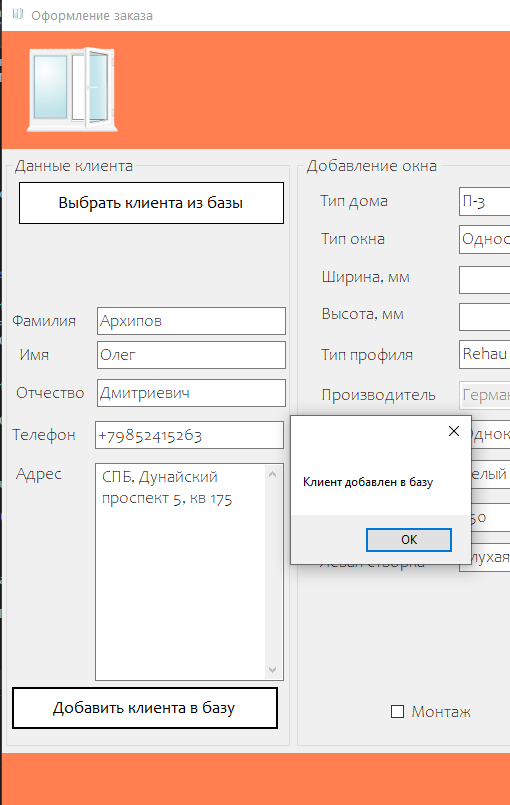 Оформление заказа
Данные клиента
Выбрать клиента из базы
Фамилия Архипов
Имя Олег
Отчество Дмитриевич
Телефон +79852415263
Адрес СПБ, Дунайский
проспект 5, кв 175
Добавить клиента в базу
Добавление окна
Тип дома П-3
Тип окна Однос
Ширина, мм
Высота, мм
Тип профиля Rehau
Производитель Герман
Однок
елый
50
лухая
Левая створка
Монтаж
Клиент добавлен в базу
OK